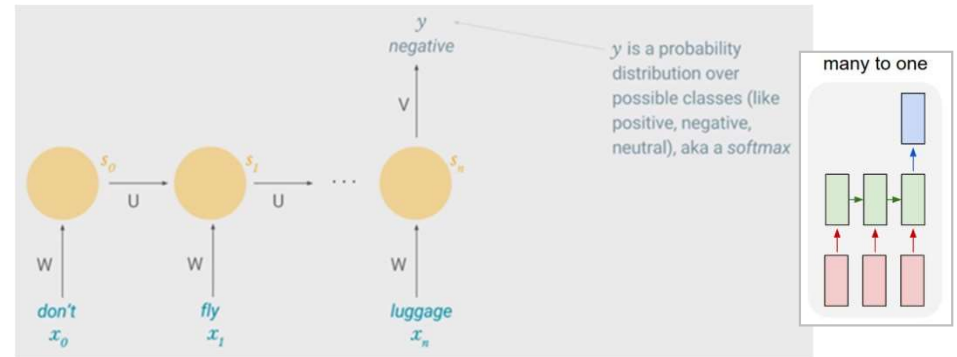 y
negative
y is a probability
distribution over
possible classes (like
positive, negative,
neutral), aka a softmax
many to one
V
s₀
s₁
sₙ
U
U
...
W
W
W
don't
fly
luggage
x₀
x₁
xₙ